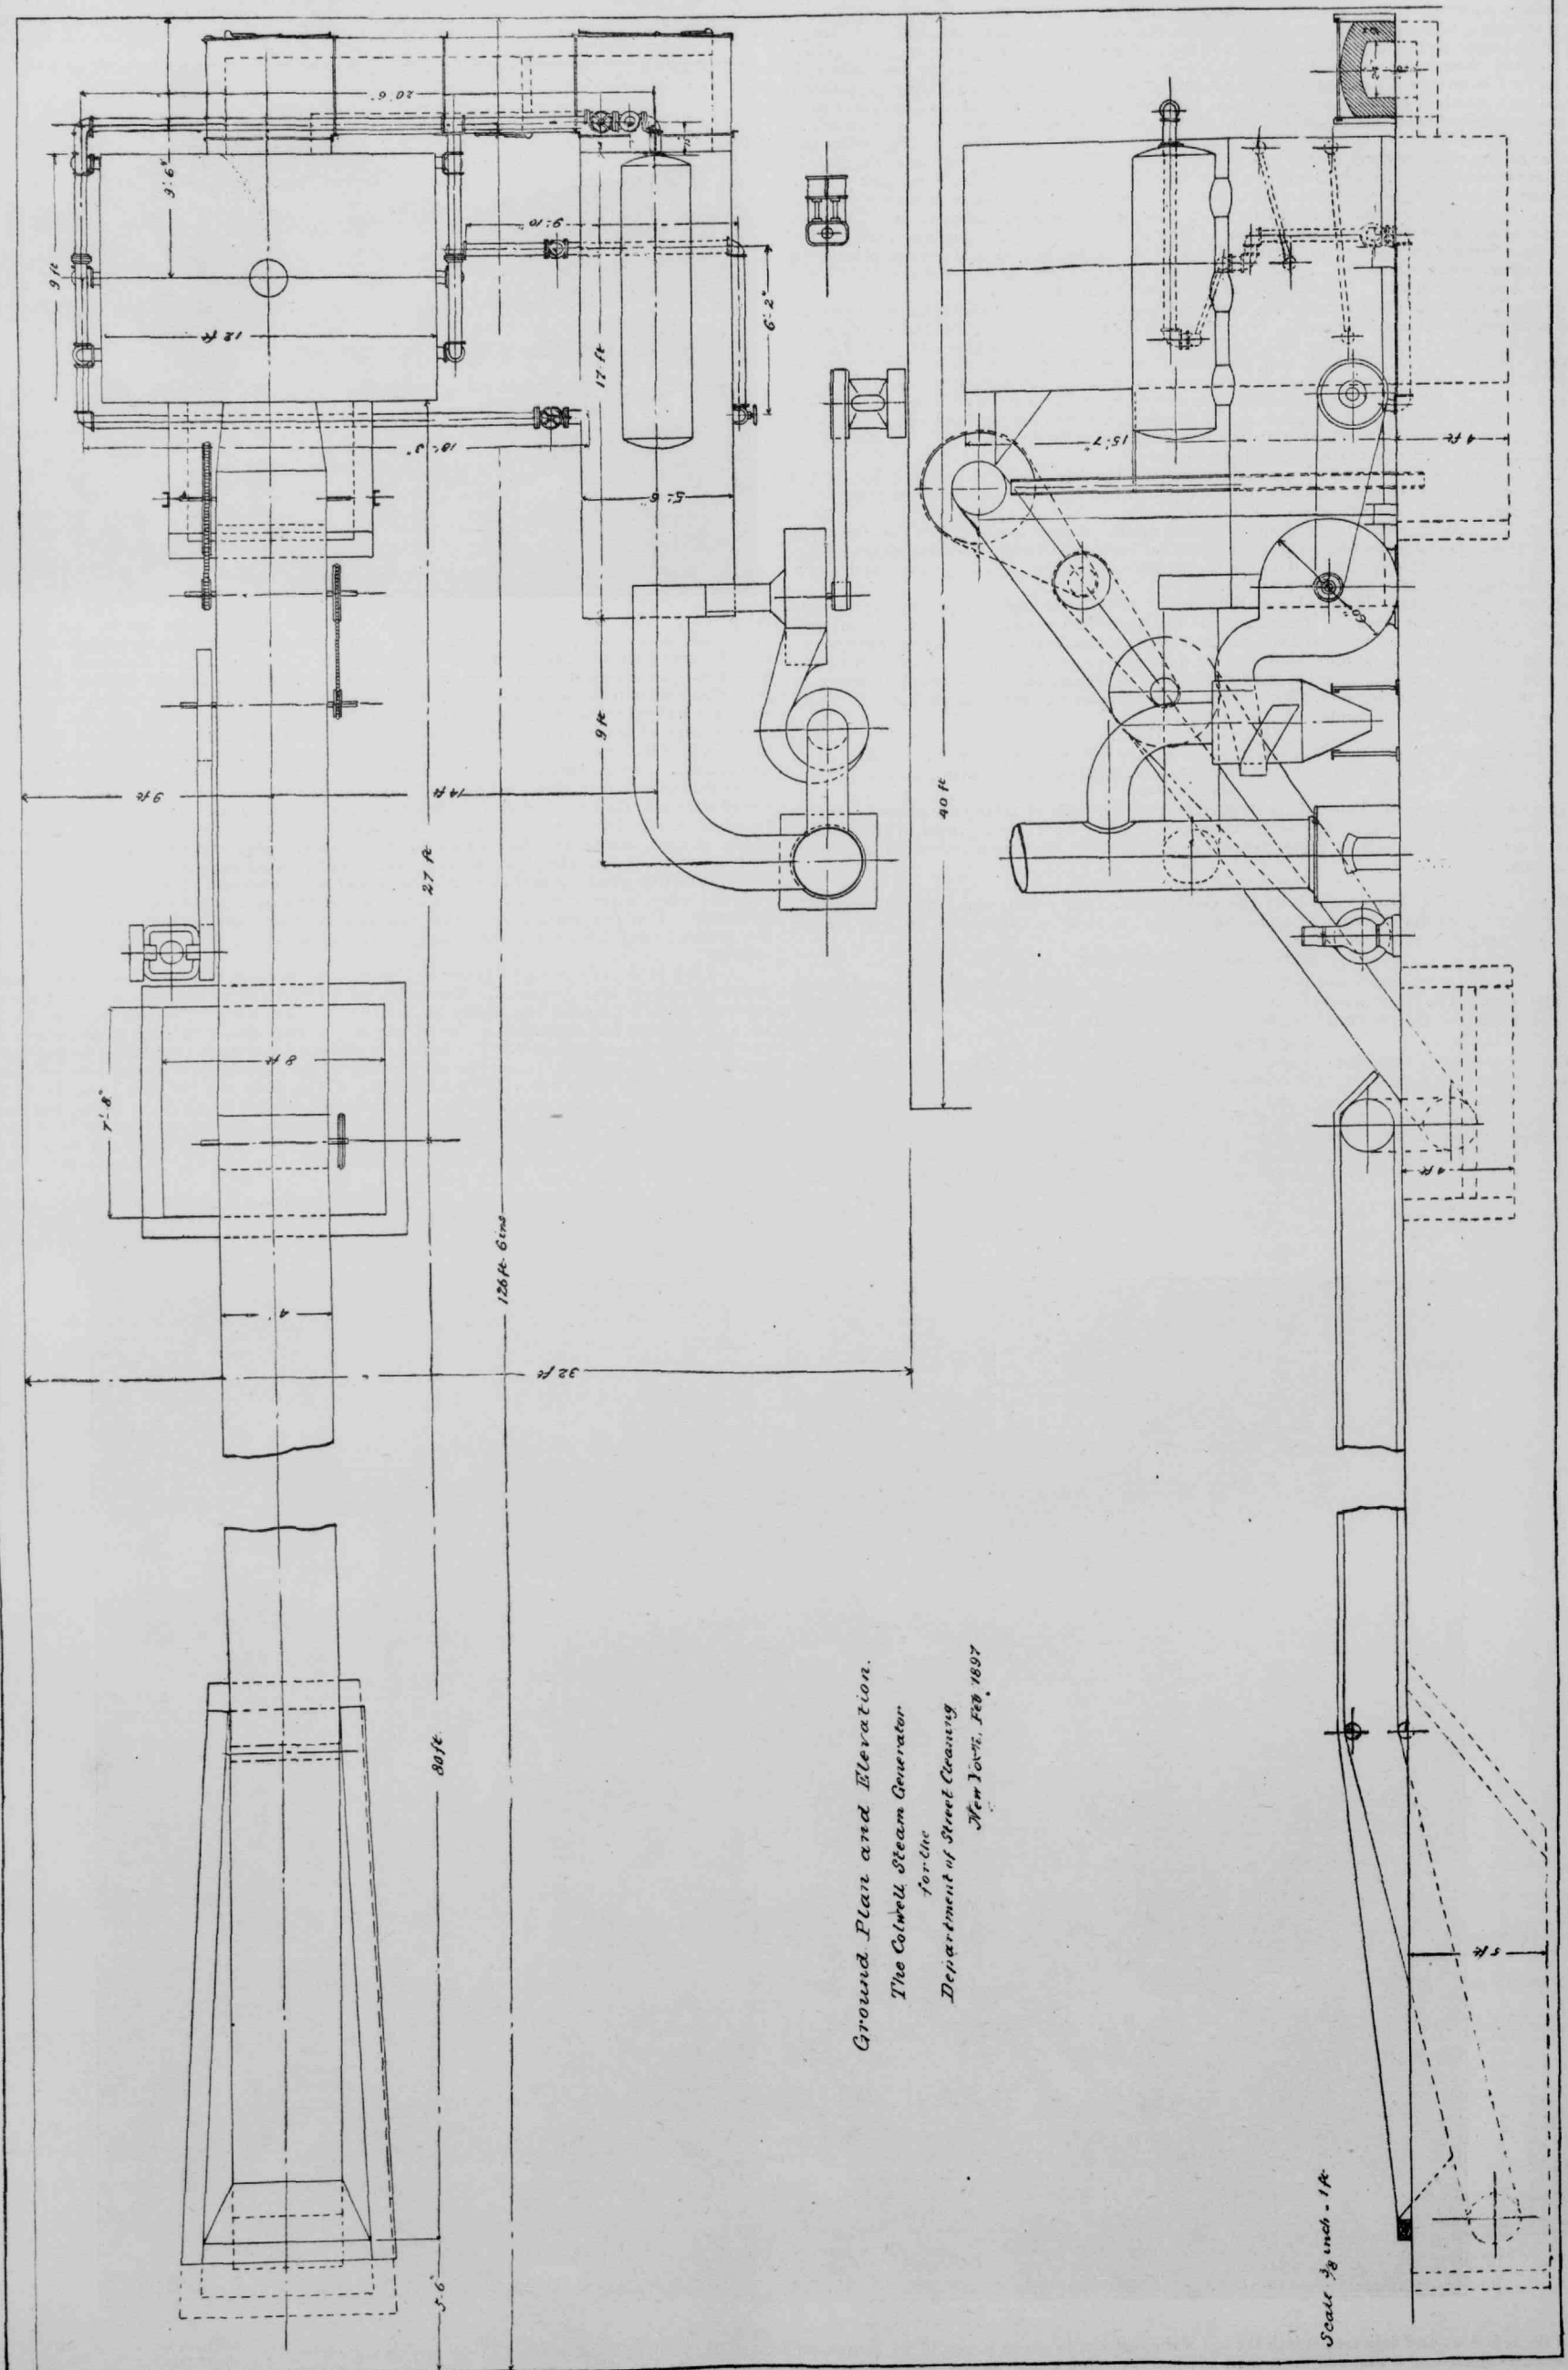 Ground Plan and Elevation.
The Colwell Steam Generator
for the
Department of Street Cleaning
New York, Feb 1897
Scale 3/8 inch - 1 ft
20'. 6"
9'. 6"
9 ft
12 ft
9'- 10"
6'- 2"
17 ft
18'- 3"
5'- 6"
9 ft
9 ft
14 ft
27 ft
40 ft
8 ft
7'- 8"
4'
126 ft 6 ins
32 ft
80 ft
5'. 6"
15'. 7"
4 ft
4 ft
5 ft